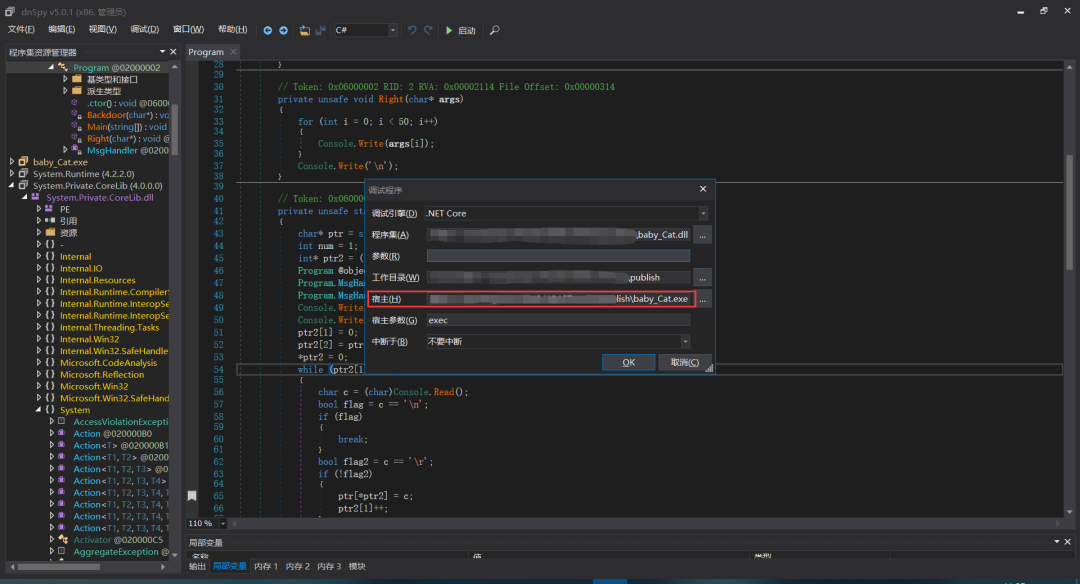 dnSpy v5.0.1 (x86, 管理员)
文件(F) 编辑(E) 视图(V) 调试(D) 窗口(W) 帮助(H) C# 启动
程序集资源管理器
Program @02000002
基类型和接口
派生类型
.ctor() : void @0600
Backdoor(char*) : vo
Main(string[]) : void
Right(char*) : void @
MsgHandler @0200
baby_Cat.exe
System.Runtime (4.2.2.0)
System.Private.CoreLib (4.0.0.0)
System.Private.CoreLib.dll
PE
引用
资源
{ } -
{ } Internal
{ } Internal.IO
{ } Internal.Resources
{ } Internal.Runtime.Compiler
{ } Internal.Runtime.InteropSe
{ } Internal.Runtime.InteropSe
{ } Internal.Threading.Tasks
{ } Internal.Win32
{ } Internal.Win32.SafeHandle
{ } Microsoft.CodeAnalysis
{ } Microsoft.Reflection
{ } Microsoft.Win32
{ } Microsoft.Win32.SafeHand
{ } System
AccessViolationExcepti
Action @020000B0
Action<T> @020000B1
Action<T1, T2> @0200
Action<T1, T2, T3> @0
Action<T1, T2, T3, T4>
Action<T1, T2, T3, T4,
Action<T1, T2, T3, T4,
Action<T1, T2, T3, T4,
Action<T1, T2, T3, T4,
Activator @020000C5
AggregateException @
Program
28 }
29
30 // Token: 0x06000002 RID: 2 RVA: 0x00002114 File Offset: 0x00000314
31 private unsafe void Right(char* args)
32 {
33 for (int i = 0; i < 50; i++)
34 {
35 Console.Write(args[i]);
36 }
37 Console.Write('\n');
38 }
39
40 // Token: 0x0600
41 private unsafe st
42 {
43 char* ptr = s
44 int num = 1;
45 int* ptr2 = (
46 Program @objec
47 Program.MsgHan
48 Program.MsgHan
49 Console.Write
50 Console.Write
51 ptr2[1] = 0;
52 ptr2[2] = ptr
53 *ptr2 = 0;
54 while (ptr2[1
55 {
56 char c = (char)Console.Read();
57 bool flag = c == '\n';
58 if (flag)
59 {
60 break;
61 }
62 bool flag2 = c == '\r';
63 if (!flag2)
64 {
65 ptr[*ptr2] = c;
66 ptr2[1]++;
110 %
调试程序
调试引擎(D) .NET Core
程序集(A) \baby_Cat.dll ...
参数(R)
工作目录(W) \publish ...
宿主(H) lish\baby_Cat.exe ...
宿主参数(G) exec
中断于(B) 不要中断
OK 取消(C)
局部变量
名称 值 类型
输出 局部变量 内存 1 内存 2 内存 3 模块